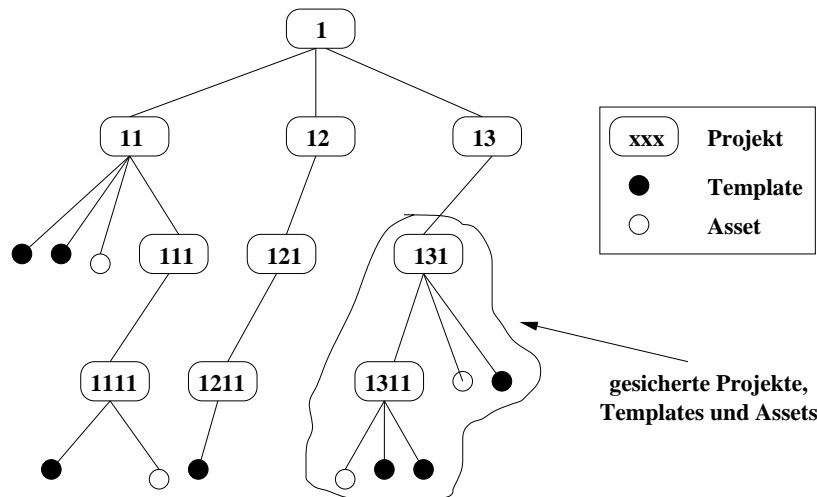 1
11
12
13
xxx Projekt
Template
Asset
111
121
131
1111
1211
1311
gesicherte Projekte,
Templates und Assets